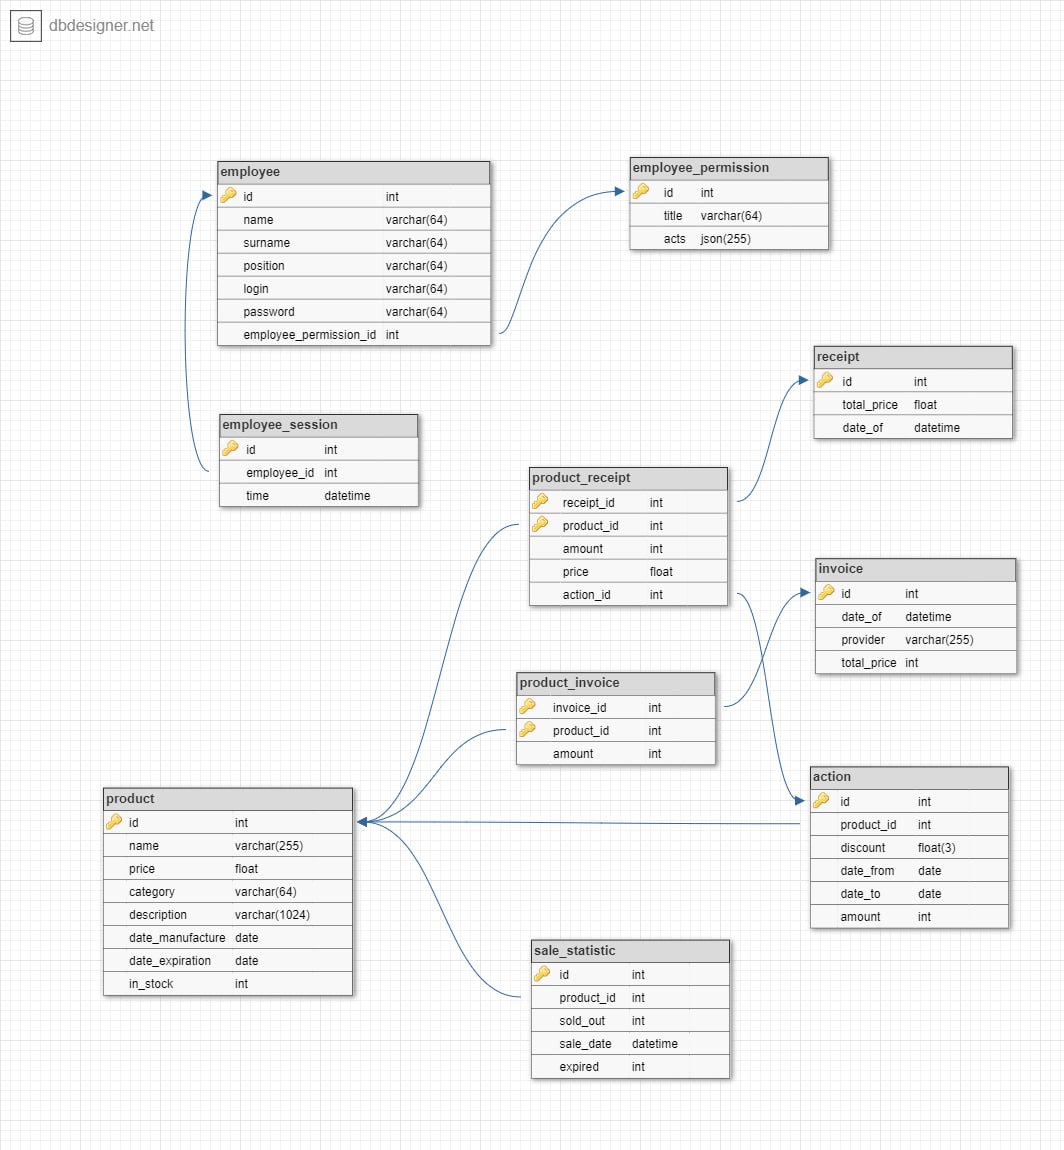 dbdesigner.net
employee
id int
name varchar(64)
surname varchar(64)
position varchar(64)
login varchar(64)
password varchar(64)
employee_permission_id int
employee_permission
id int
title varchar(64)
acts json(255)
receipt
id int
total_price float
date_of datetime
employee_session
id int
employee_id int
time datetime
product_receipt
receipt_id int
product_id int
amount int
price float
action_id int
invoice
id int
date_of datetime
provider varchar(255)
total_price int
product_invoice
invoice_id int
product_id int
amount int
product
id int
name varchar(255)
price float
category varchar(64)
description varchar(1024)
date_manufacture date
date_expiration date
in_stock int
action
id int
product_id int
discount float(3)
date_from date
date_to date
amount int
sale_statistic
id int
product_id int
sold_out int
sale_date datetime
expired int